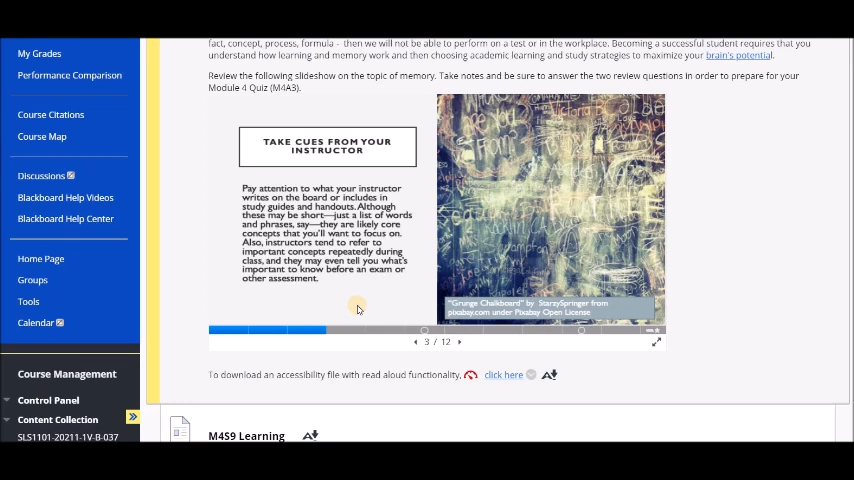 My Grades
Performance Comparison
Course Citations
Course Map
Discussions
Blackboard Help Videos
Blackboard Help Center
Home Page
Groups
Tools
Calendar
Course Management
Control Panel
Content Collection
SLS1101-20211-1V-B-037
fact, concept, process, formula - then we will not be able to perform on a test or in the workplace. Becoming a successful student requires that you
understand how learning and memory work and then choosing academic learning and study strategies to maximize your brain's potential.
Review the following slideshow on the topic of memory. Take notes and be sure to answer the two review questions in order to prepare for your
Module 4 Quiz (M4A3).
TAKE CUES FROM YOUR
INSTRUCTOR
Pay attention to what your instructor
writes on the board or includes in
study guides and handouts. Although
these may be short—just a list of words
and phrases, say—they are likely core
concepts that you'll want to focus on.
Also, instructors tend to refer to
important concepts repeatedly during
class, and they may even tell you what's
important to know before an exam or
other assessment.
"Grunge Chalkboard" by StarzySpringer from
pixabay.com under Pixabay Open License
3 / 12
To download an accessibility file with read aloud functionality, click here
M4S9 Learning